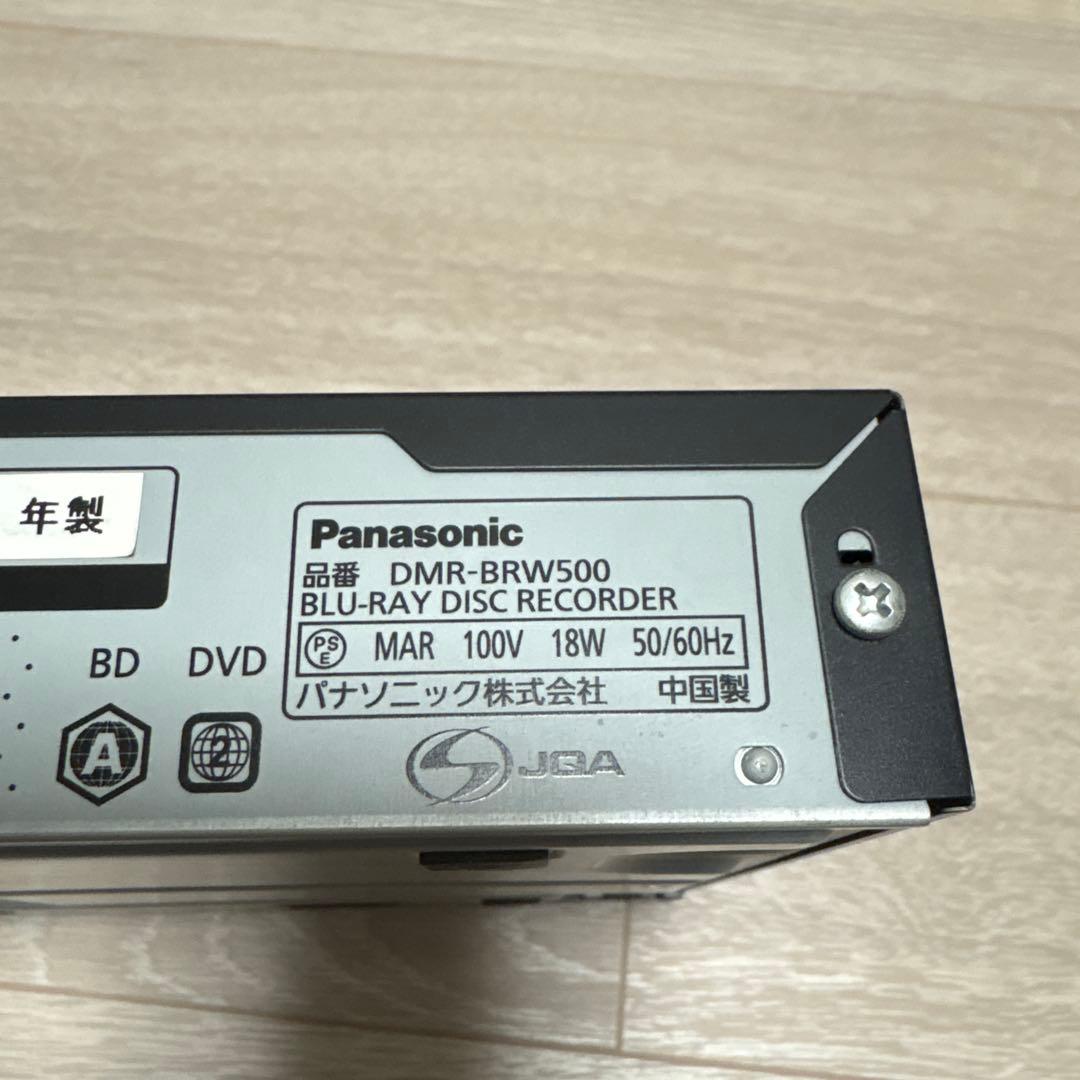 年製
Panasonic
品番 DMR-BRW500
BLU-RAY DISC RECORDER
PSE MAR 100V 18W 50/60Hz
パナソニック株式会社 中国製
BD DVD
A 2
S JQA